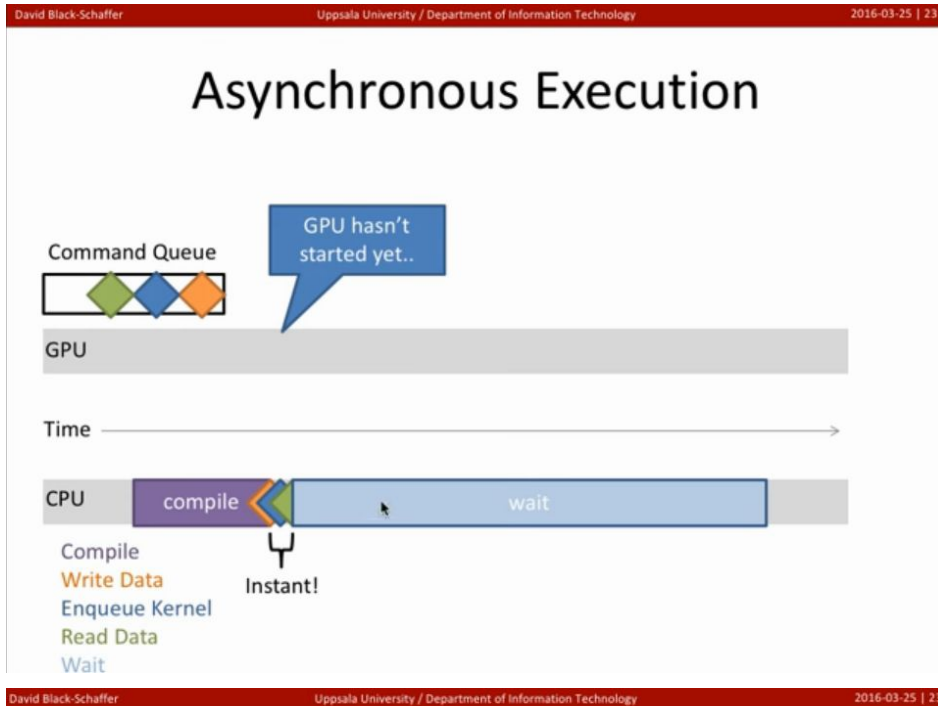 David Black-Schaffer Uppsala University / Department of Information Technology 2016-03-25 | 23
Asynchronous Execution
GPU hasn't
started yet..
Command Queue
GPU
Time
CPU compile wait
Instant!
Compile
Write Data
Enqueue Kernel
Read Data
Wait
David Black-Schaffer Uppsala University / Department of Information Technology 2016-03-25 |